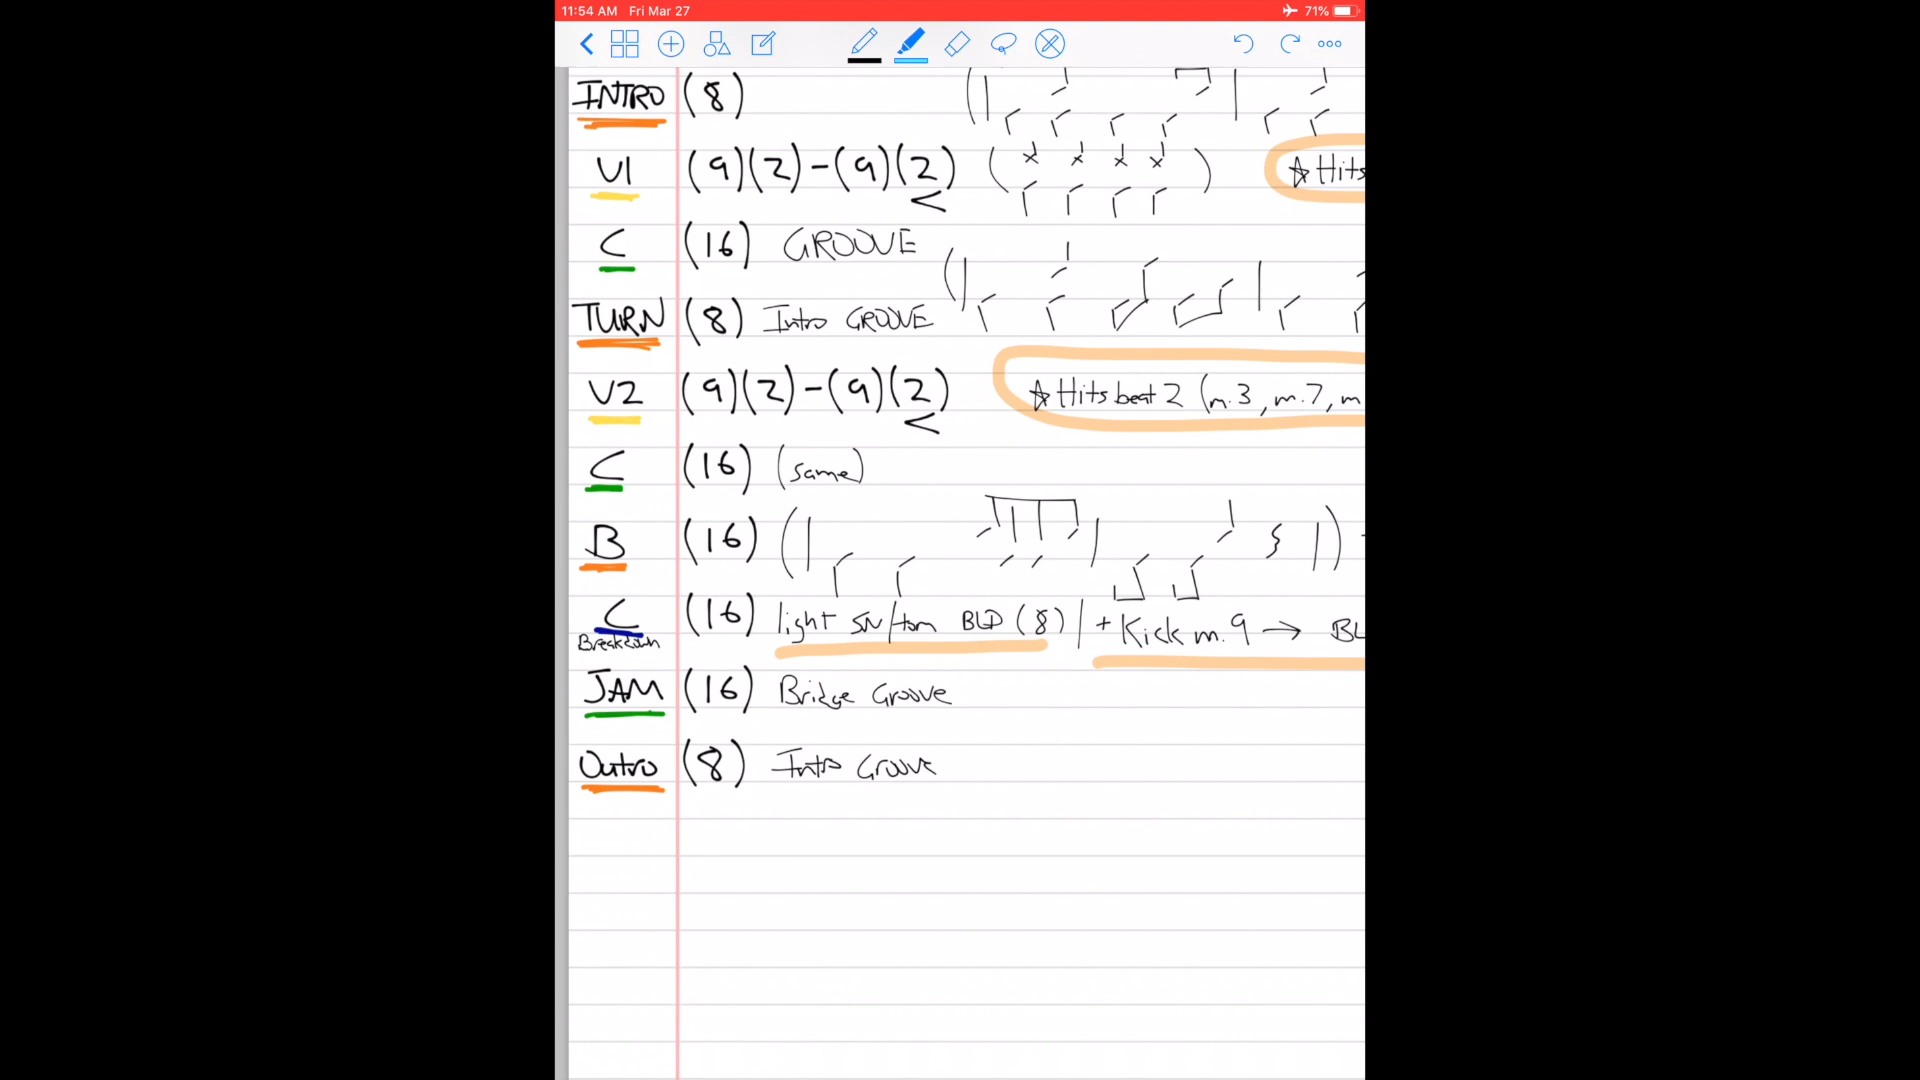 11:54 AM Fri Mar 27 71%
INTRO (8)
V1 (9)(2)-(9)(2) ☆Hits
<
C (16) GROOVE
TURN (8) Intro GROOVE
V2 (9)(2)-(9)(2) ☆Hits beat 2 (m.3, m.7, m
<
C (16) (same)
B (16)
C (16) light SN/tom BLD (8) | + Kick m.9 → BL
Breakdown
JAM (16) Bridge Groove
Outro (8) Intro Groove